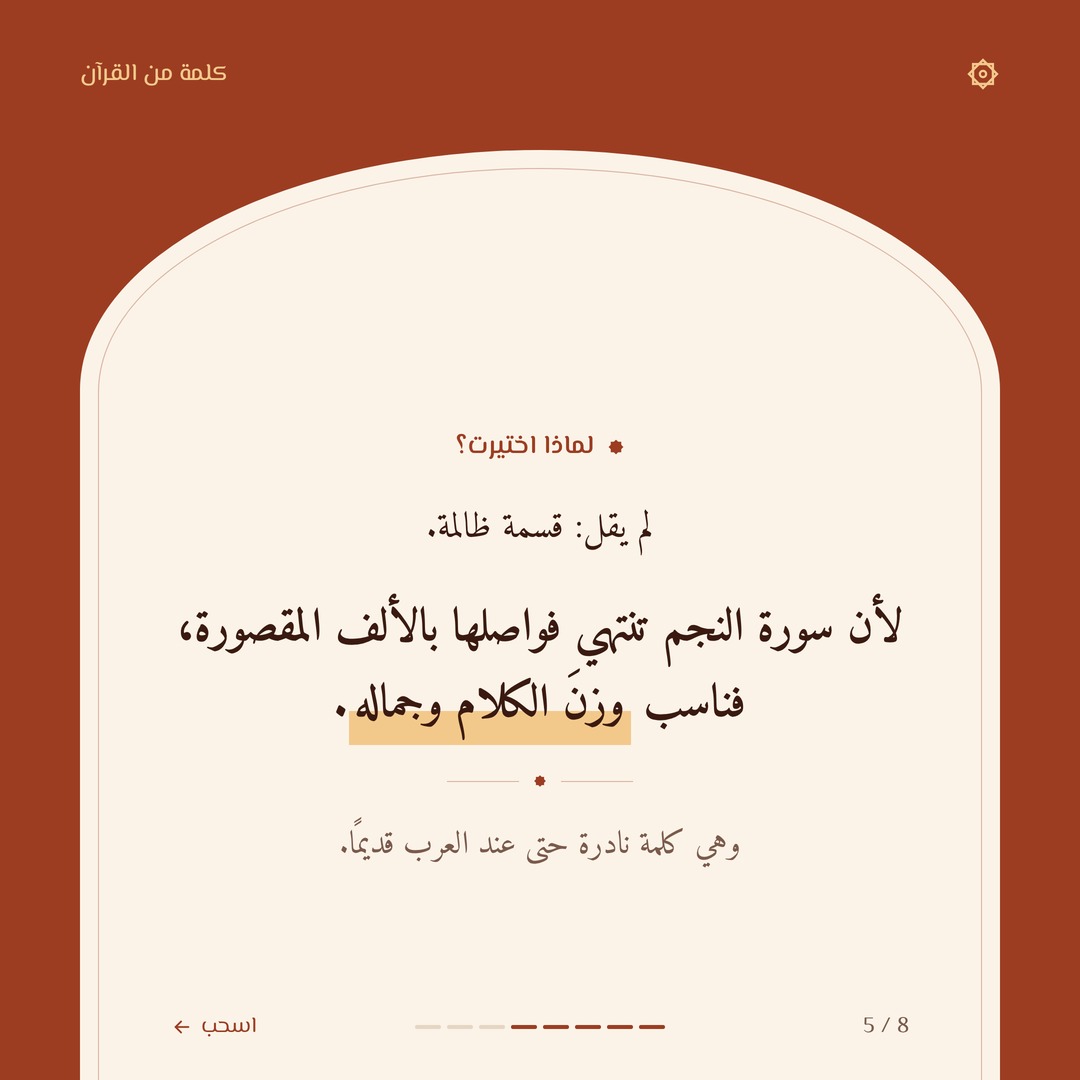 كلمة من القرآن
لماذا اختيرت؟
لم يقل: قسمة ظالمة.
لأن سورة النجم تنتهي فواصلها بالألف المقصورة،
فناسب وزنَ الكلام وجماله.
وهي كلمة نادرة حتى عند العرب قديمًا.
5 / 8
اسحب ←